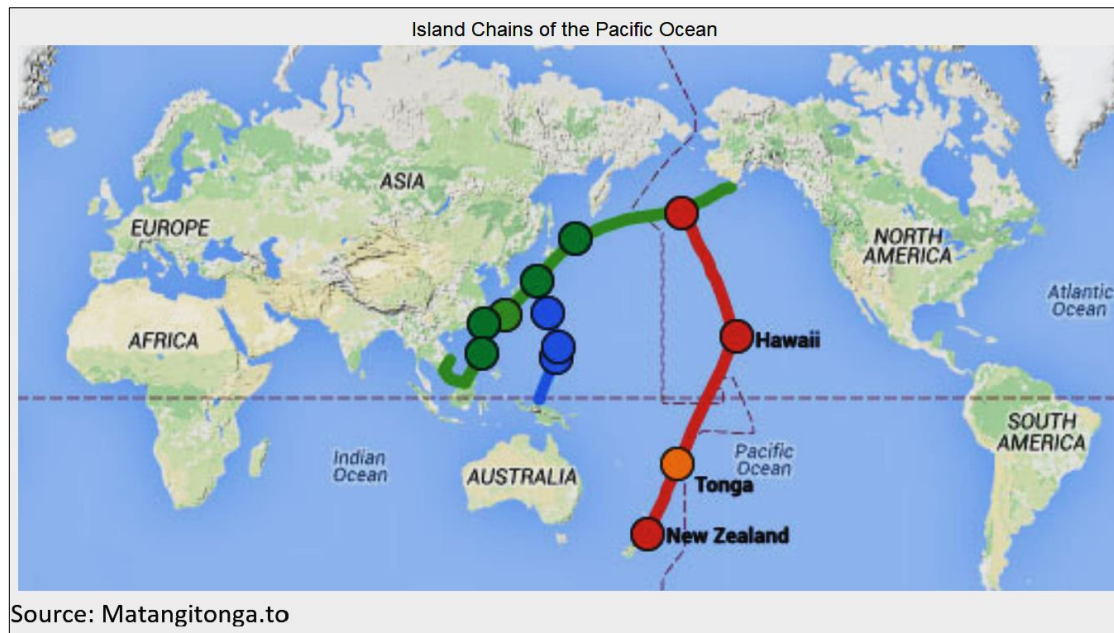 Island Chains of the Pacific Ocean
ASIA
EUROPE
NORTH
AMERICA
Atlantic
Ocean
AFRICA
Hawaii
SOUTH
AMERICA
Indian
Ocean
AUSTRALIA
Pacific
Ocean
Tonga
New Zealand
Source: Matangitonga.to